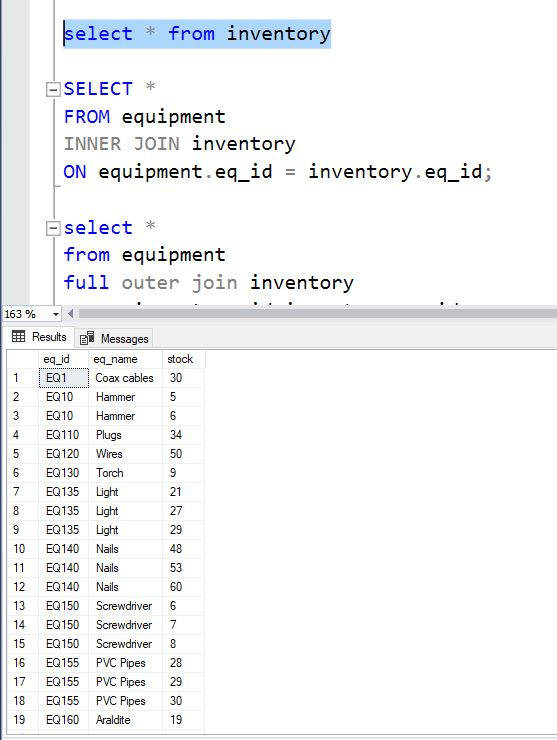 select * from inventory
SELECT *
FROM equipment
INNER JOIN inventory
ON equipment.eq_id = inventory.eq_id;
select *
from equipment
full outer join inventory
163 %
Results Messages
eq_id eq_name stock
1 EQ1 Coax cables 30
2 EQ10 Hammer 5
3 EQ10 Hammer 6
4 EQ110 Plugs 34
5 EQ120 Wires 50
6 EQ130 Torch 9
7 EQ135 Light 21
8 EQ135 Light 27
9 EQ135 Light 29
10 EQ140 Nails 48
11 EQ140 Nails 53
12 EQ140 Nails 60
13 EQ150 Screwdriver 6
14 EQ150 Screwdriver 7
15 EQ150 Screwdriver 8
16 EQ155 PVC Pipes 28
17 EQ155 PVC Pipes 29
18 EQ155 PVC Pipes 30
19 EQ160 Araldite 19